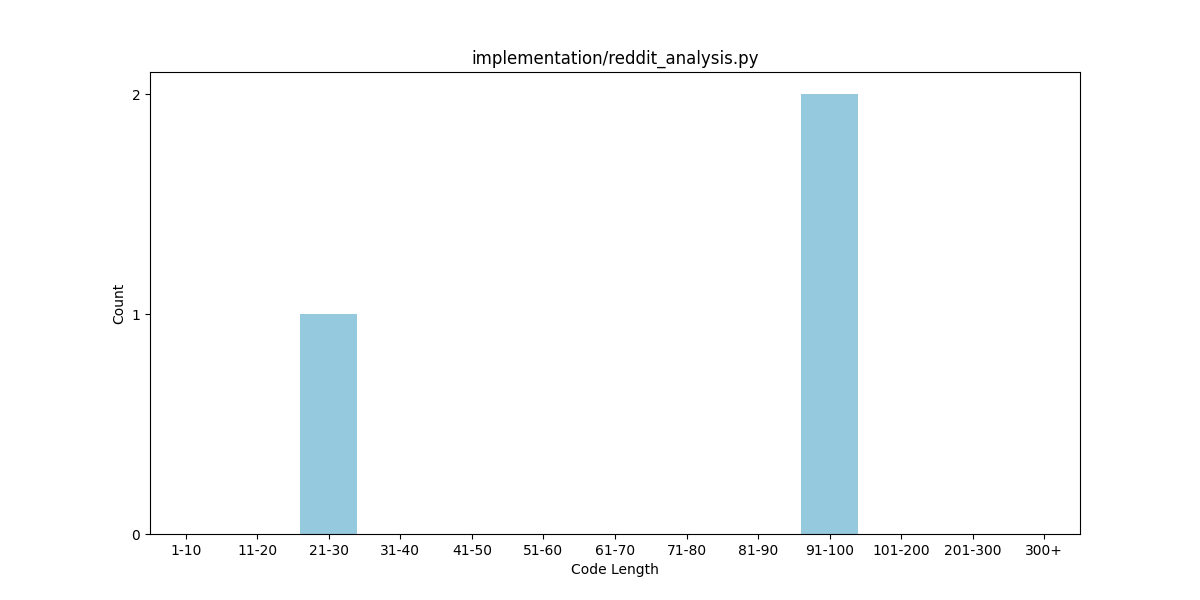 implementation/reddit_analysis.py
2
1
0
Count
1-10 11-20 21-30 31-40 41-50 51-60 61-70 71-80 81-90 91-100 101-200 201-300 300+
Code Length